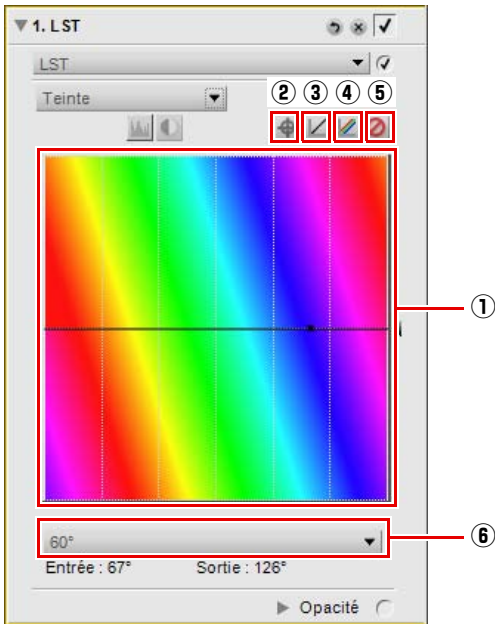 1. LST
LST
Teinte
② ③ ④ ⑤
①
60°
⑥
Entrée : 67° Sortie : 126°
Opacité